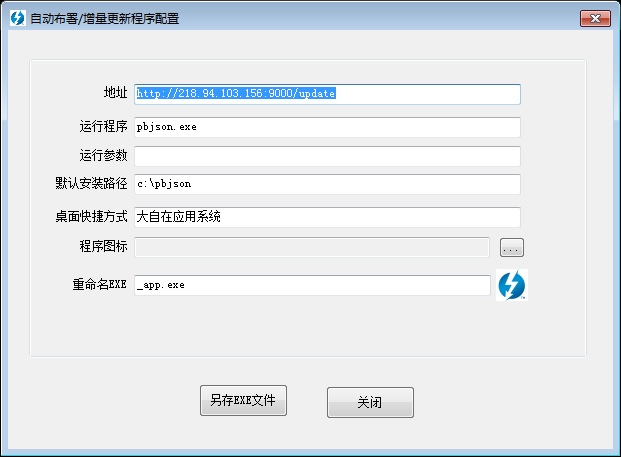 自动布署/增量更新程序配置
地址 http://218.94.103.156:9000/update
运行程序 pbjson.exe
运行参数
默认安装路径 c:\pbjson
桌面快捷方式 大自在应用系统
程序图标 ...
重命名EXE _app.exe
另存EXE文件 关闭